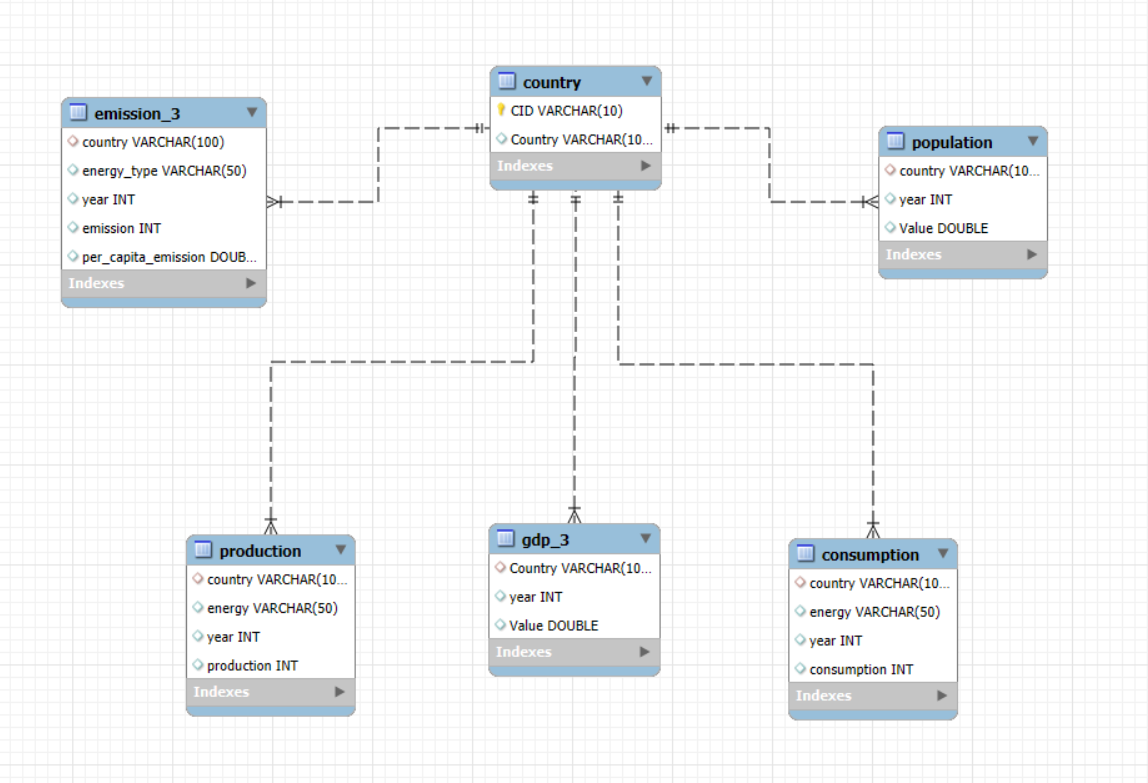 country
CID VARCHAR(10)
Country VARCHAR(10...
Indexes
emission_3
country VARCHAR(100)
energy_type VARCHAR(50)
year INT
emission INT
per_capita_emission DOUB...
Indexes
population
country VARCHAR(10...
year INT
Value DOUBLE
Indexes
production
country VARCHAR(10...
energy VARCHAR(50)
year INT
production INT
Indexes
gdp_3
Country VARCHAR(10...
year INT
Value DOUBLE
Indexes
consumption
country VARCHAR(10...
energy VARCHAR(50)
year INT
consumption INT
Indexes